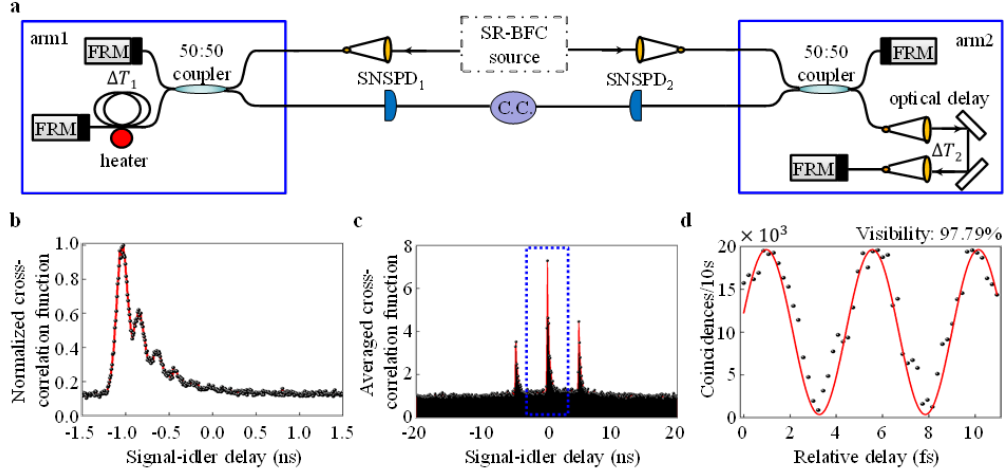 a
arm1
FRM
50:50
coupler
ΔT₁
FRM
heater
SNSPD₁
SR-BFC
source
C.C.
SNSPD₂
arm2
50:50
coupler
FRM
optical delay
ΔT₂
FRM
b
Normalized cross-
correlation function
1.0
0.8
0.6
0.4
0.2
0.0
-1.5 -1.0 -0.5 0.0 0.5 1.0 1.5
Signal-idler delay (ns)
c
Averaged cross-
correlation function
8
6
4
2
0
-20 -10 0 10 20
Signal-idler delay (ns)
d
× 10³
Visibility: 97.79%
Coincidences/10s
20
15
10
5
0
0 2 4 6 8 10
Relative delay (fs)